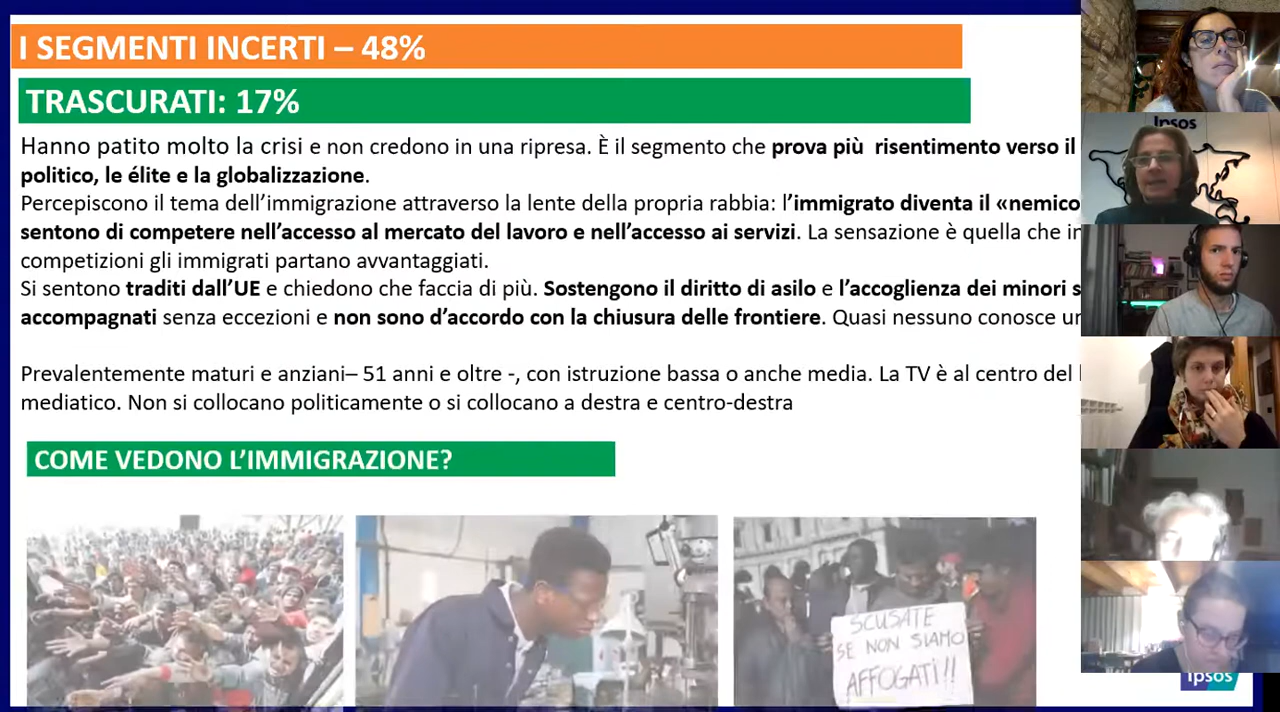 I SEGMENTI INCERTI – 48%
TRASCURATI: 17%
Hanno patito molto la crisi e non credono in una ripresa. È il segmento che prova più risentimento verso il
politico, le élite e la globalizzazione.
Percepiscono il tema dell’immigrazione attraverso la lente della propria rabbia: l’immigrato diventa il «nemico
sentono di competere nell’accesso al mercato del lavoro e nell’accesso ai servizi. La sensazione è quella che in
competizioni gli immigrati partano avvantaggiati.
Si sentono traditi dall’UE e chiedono che faccia di più. Sostengono il diritto di asilo e l’accoglienza dei minori
accompagnati senza eccezioni e non sono d’accordo con la chiusura delle frontiere. Quasi nessuno conosce
Prevalentemente maturi e anziani– 51 anni e oltre -, con istruzione bassa o anche media. La TV è al centro del
mediatico. Non si collocano politicamente o si collocano a destra e centro-destra
COME VEDONO L’IMMIGRAZIONE?
SCUSATE
SE NON SIAMO
AFFOGATI!!
Ipsos
Ipsos